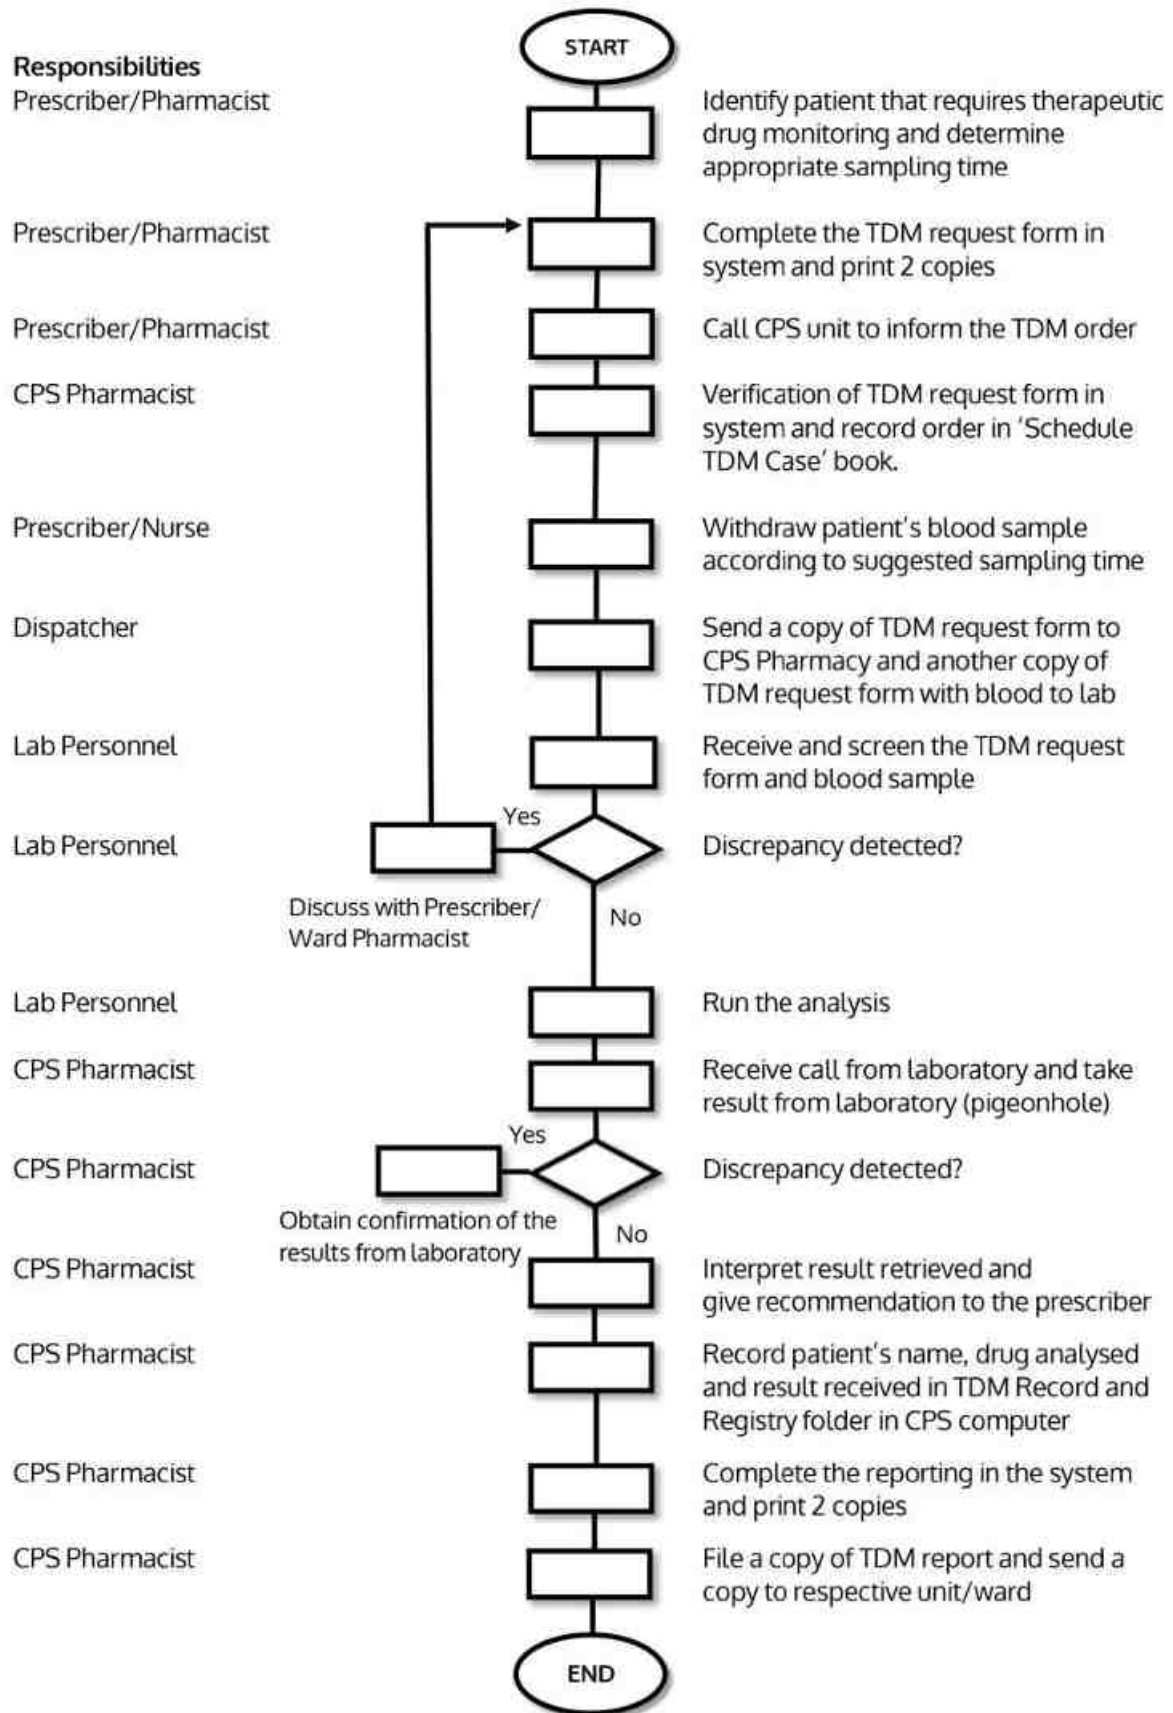 START
Responsibilities
Prescriber/Pharmacist
Identify patient that requires therapeutic
drug monitoring and determine
appropriate sampling time
Prescriber/Pharmacist
Complete the TDM request form in
system and print 2 copies
Prescriber/Pharmacist
Call CPS unit to inform the TDM order
CPS Pharmacist
Verification of TDM request form in
system and record order in ‘Schedule
TDM Case’ book.
Prescriber/Nurse
Withdraw patient’s blood sample
according to suggested sampling time
Dispatcher
Send a copy of TDM request form to
CPS Pharmacy and another copy of
TDM request form with blood to lab
Lab Personnel
Receive and screen the TDM request
form and blood sample
Yes
Lab Personnel
Discrepancy detected?
Discuss with Prescriber/
Ward Pharmacist
No
Lab Personnel
Run the analysis
CPS Pharmacist
Receive call from laboratory and take
result from laboratory (pigeonhole)
Yes
CPS Pharmacist
Discrepancy detected?
Obtain confirmation of the
results from laboratory
No
CPS Pharmacist
Interpret result retrieved and
give recommendation to the prescriber
CPS Pharmacist
Record patient’s name, drug analysed
and result received in TDM Record and
Registry folder in CPS computer
CPS Pharmacist
Complete the reporting in the system
and print 2 copies
CPS Pharmacist
File a copy of TDM report and send a
copy to respective unit/ward
END